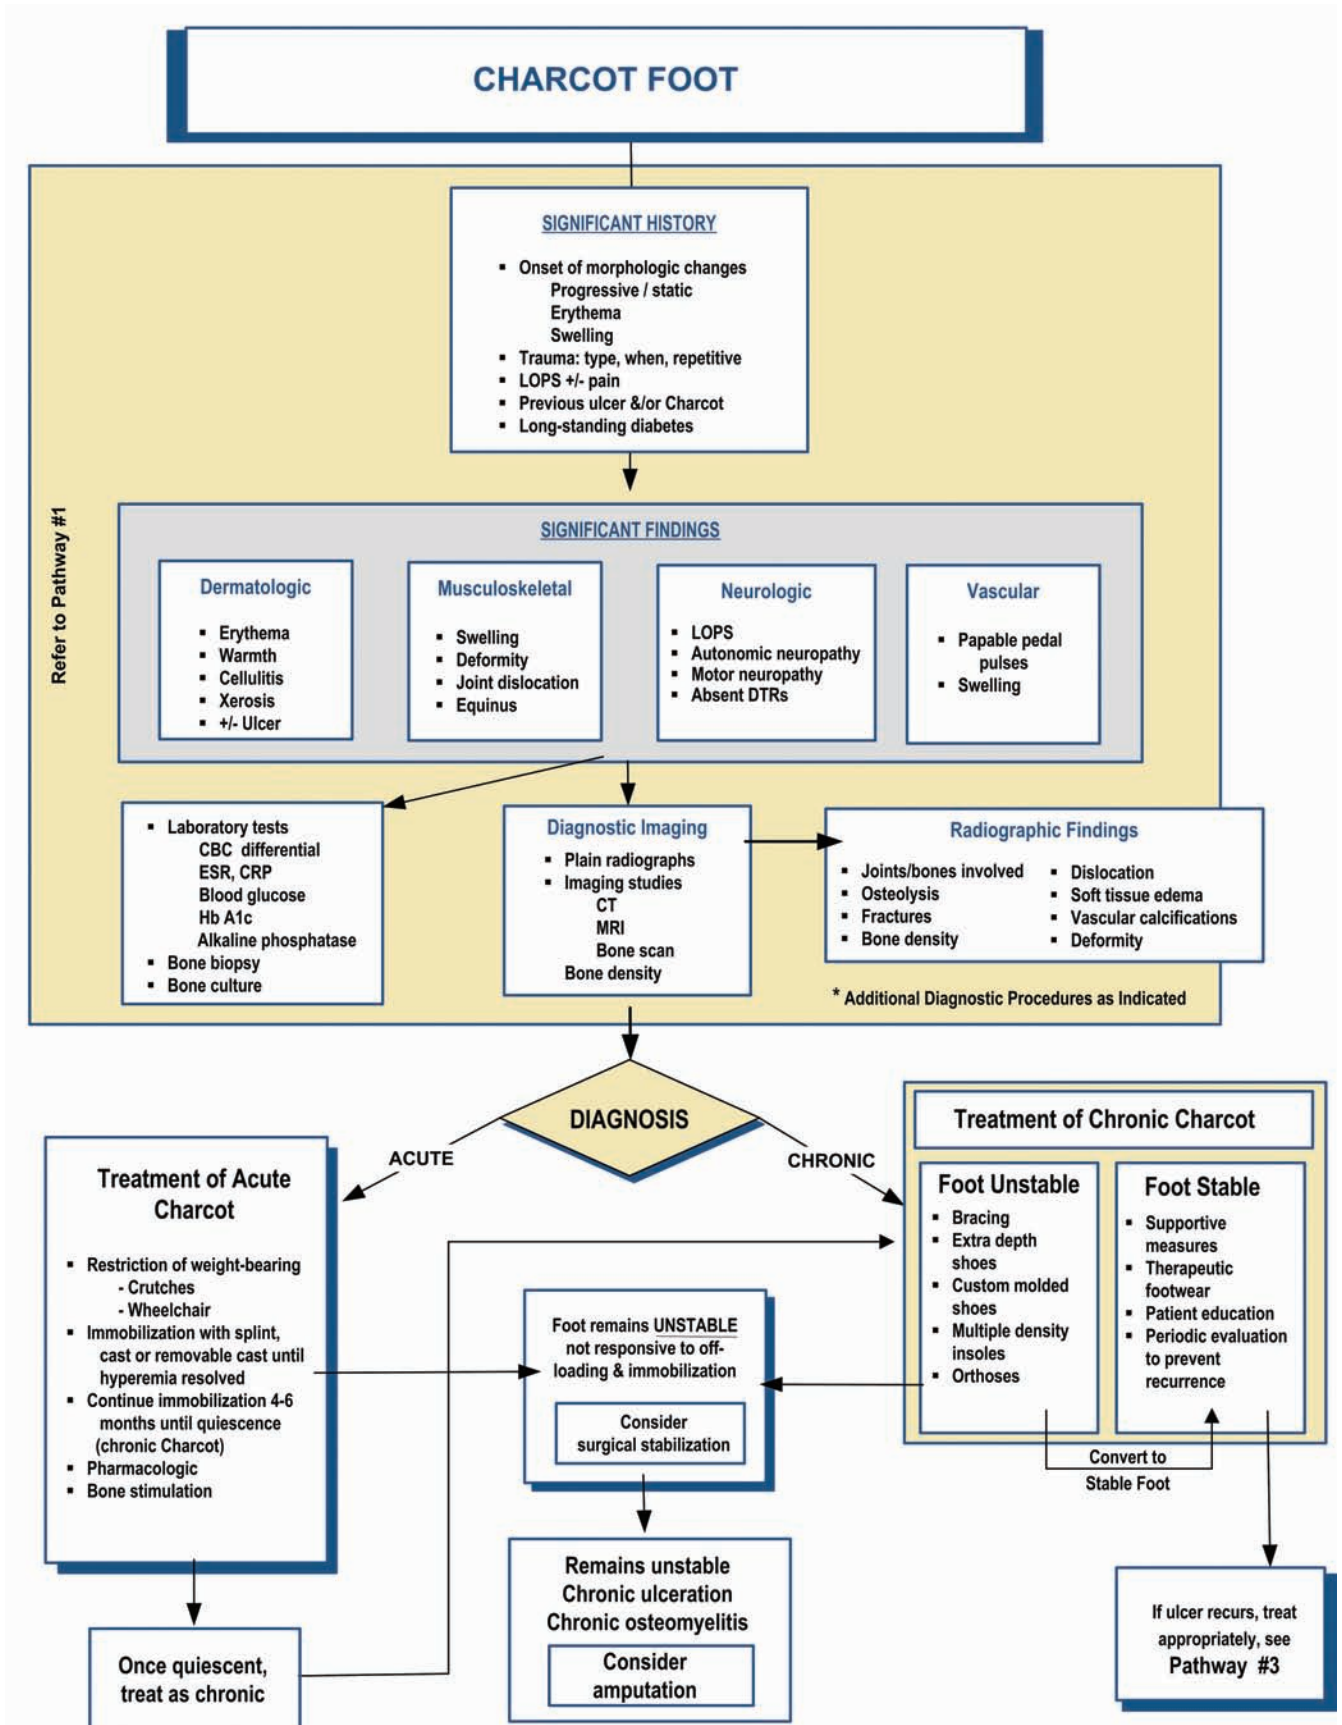 CHARCOT FOOT
Refer to Pathway #1
SIGNIFICANT HISTORY
▪ Onset of morphologic changes
Progressive / static
Erythema
Swelling
▪ Trauma: type, when, repetitive
▪ LOPS +/- pain
▪ Previous ulcer &/or Charcot
▪ Long-standing diabetes
SIGNIFICANT FINDINGS
Dermatologic
▪ Erythema
▪ Warmth
▪ Cellulitis
▪ Xerosis
▪ +/- Ulcer
Musculoskeletal
▪ Swelling
▪ Deformity
▪ Joint dislocation
▪ Equinus
Neurologic
▪ LOPS
▪ Autonomic neuropathy
▪ Motor neuropathy
▪ Absent DTRs
Vascular
▪ Papable pedal
pulses
▪ Swelling
▪ Laboratory tests
CBC differential
ESR, CRP
Blood glucose
Hb A1c
Alkaline phosphatase
▪ Bone biopsy
▪ Bone culture
Diagnostic Imaging
▪ Plain radiographs
▪ Imaging studies
CT
MRI
Bone scan
Bone density
Radiographic Findings
▪ Joints/bones involved
▪ Osteolysis
▪ Fractures
▪ Bone density
▪ Dislocation
▪ Soft tissue edema
▪ Vascular calcifications
▪ Deformity
* Additional Diagnostic Procedures as Indicated
DIAGNOSIS
ACUTE
CHRONIC
Treatment of Acute
Charcot
▪ Restriction of weight-bearing
- Crutches
- Wheelchair
▪ Immobilization with splint,
cast or removable cast until
hyperemia resolved
▪ Continue immobilization 4-6
months until quiescence
(chronic Charcot)
▪ Pharmacologic
▪ Bone stimulation
Once quiescent,
treat as chronic
Foot remains UNSTABLE
not responsive to off-
loading & immobilization
Consider
surgical stabilization
Remains unstable
Chronic ulceration
Chronic osteomyelitis
Consider
amputation
Treatment of Chronic Charcot
Foot Unstable
▪ Bracing
▪ Extra depth
shoes
▪ Custom molded
shoes
▪ Multiple density
insoles
▪ Orthoses
Foot Stable
▪ Supportive
measures
▪ Therapeutic
footwear
▪ Patient education
▪ Periodic evaluation
to prevent
recurrence
Convert to
Stable Foot
If ulcer recurs, treat
appropriately, see
Pathway #3